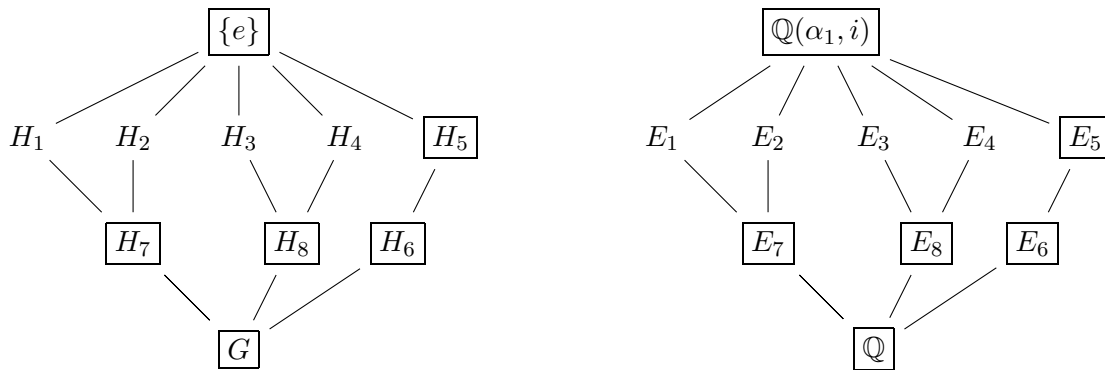 {e} ℚ(α₁, i)
H₁ H₂ H₃ H₄ H₅ E₁ E₂ E₃ E₄ E₅
H₇ H₈ H₆ E₇ E₈ E₆
G ℚ